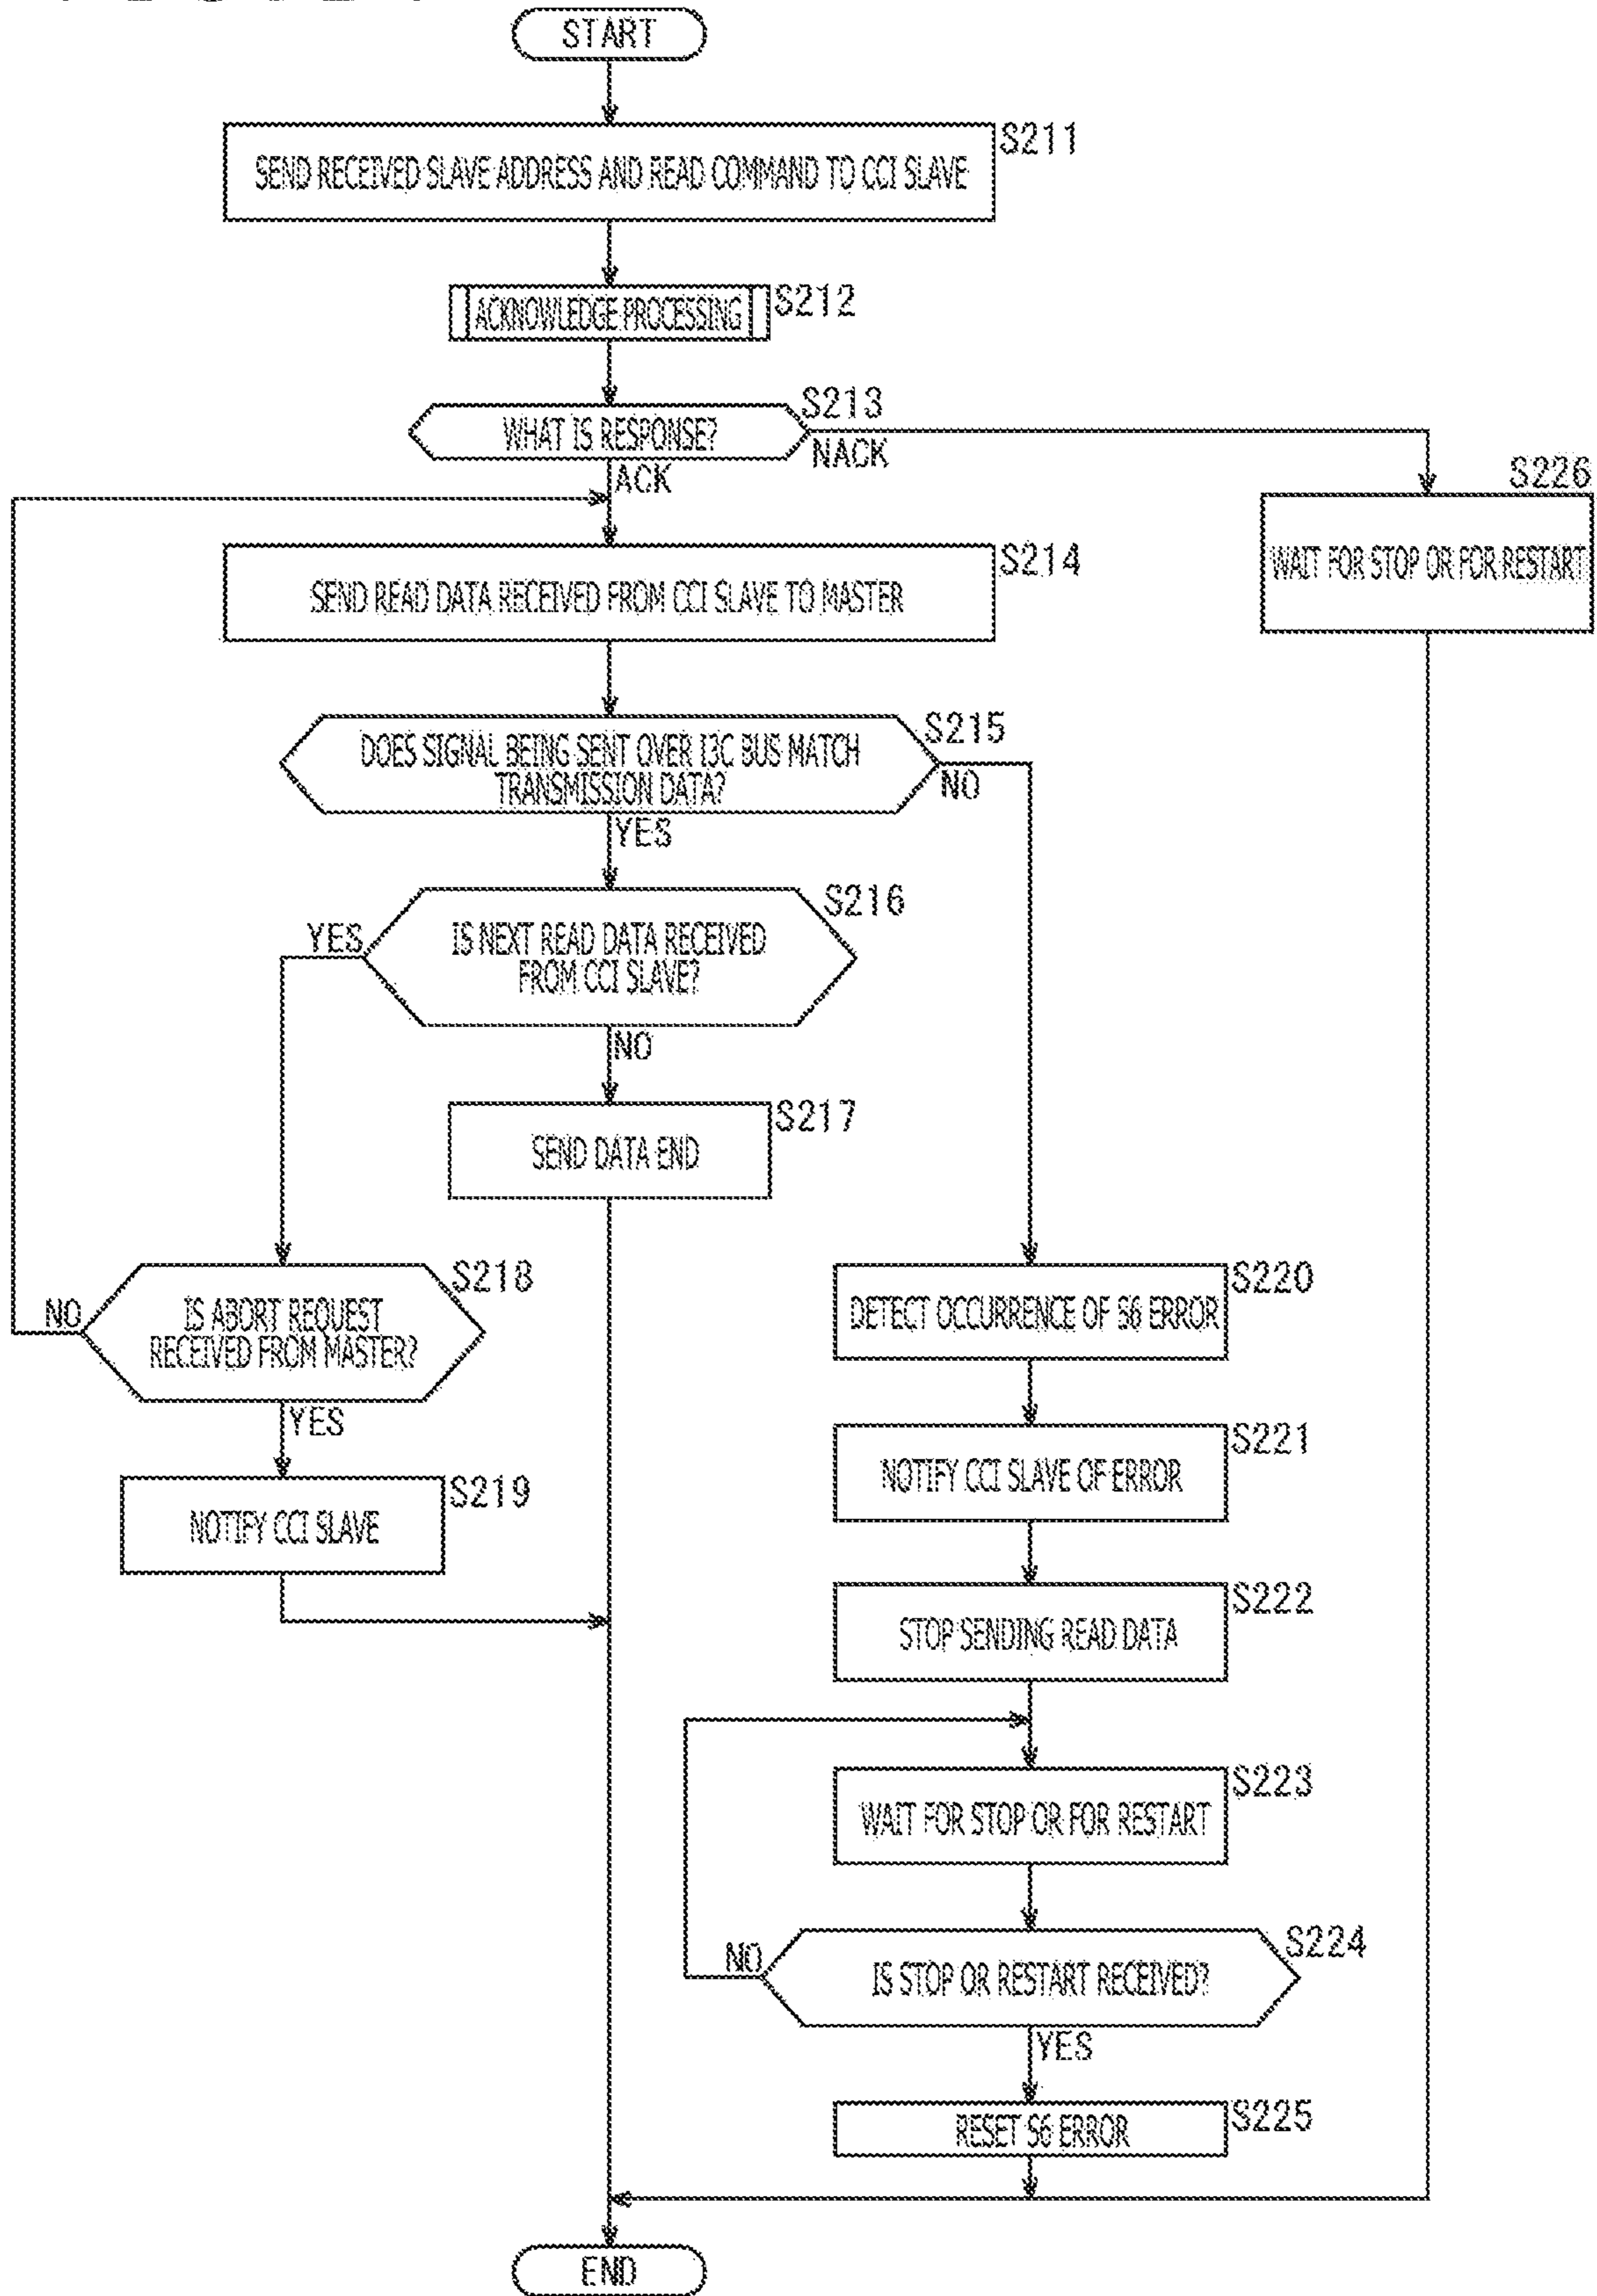 START
S211
SEND RECEIVED SLAVE ADDRESS AND READ COMMAND TO CCI SLAVE
S212
ACKNOWLEDGE PROCESSING
S213
WHAT IS RESPONSE?
NACK
ACK
S226
WAIT FOR STOP OR FOR RESTART
S214
SEND READ DATA RECEIVED FROM CCI SLAVE TO MASTER
S215
DOES SIGNAL BEING SENT OVER I3C BUS MATCH
TRANSMISSION DATA?
NO
YES
S216
YES
IS NEXT READ DATA RECEIVED
FROM CCI SLAVE?
NO
S217
SEND DATA END
S218
NO
IS ABORT REQUEST
RECEIVED FROM MASTER?
YES
S219
NOTIFY CCI SLAVE
S220
DETECT OCCURRENCE OF S6 ERROR
S221
NOTIFY CCI SLAVE OF ERROR
S222
STOP SENDING READ DATA
S223
WAIT FOR STOP OR FOR RESTART
S224
NO
IS STOP OR RESTART RECEIVED?
YES
S225
RESET S6 ERROR
END